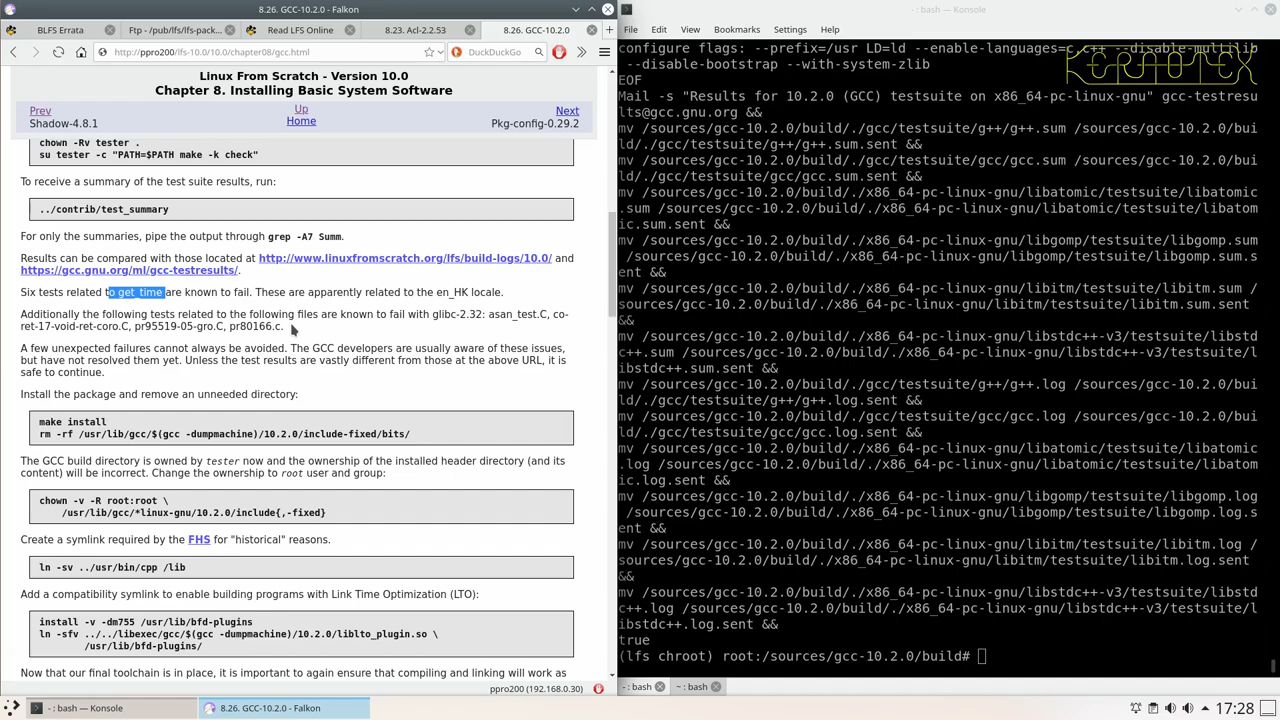 8.26. GCC-10.2.0 - Falkon
BLFS Errata
Ftp - /pub/lfs/lfs-pack...
Read LFS Online
8.23. Acl-2.2.53
8.26. GCC-10.2.0
http://ppro200/lfs-10.0/10.0/chapter08/gcc.html
DuckDuckGo
Linux From Scratch - Version 10.0
Chapter 8. Installing Basic System Software
Prev
Up
Next
Shadow-4.8.1
Home
Pkg-config-0.29.2
chown -Rv tester .
su tester -c "PATH=$PATH make -k check"
To receive a summary of the test suite results, run:
../contrib/test_summary
For only the summaries, pipe the output through grep -A7 Summ.
Results can be compared with those located at http://www.linuxfromscratch.org/lfs/build-logs/10.0/ and
https://gcc.gnu.org/ml/gcc-testresults/.
Six tests related to get_time are known to fail. These are apparently related to the en_HK locale.
Additionally the following tests related to the following files are known to fail with glibc-2.32: asan_test.C, co-
ret-17-void-ret-coro.C, pr95519-05-gro.C, pr80166.c.
A few unexpected failures cannot always be avoided. The GCC developers are usually aware of these issues,
but have not resolved them yet. Unless the test results are vastly different from those at the above URL, it is
safe to continue.
Install the package and remove an unneeded directory:
make install
rm -rf /usr/lib/gcc/$(gcc -dumpmachine)/10.2.0/include-fixed/bits/
The GCC build directory is owned by tester now and the ownership of the installed header directory (and its
content) will be incorrect. Change the ownership to root user and group:
chown -v -R root:root \
/usr/lib/gcc/*linux-gnu/10.2.0/include{,-fixed}
Create a symlink required by the FHS for "historical" reasons.
ln -sv ../usr/bin/cpp /lib
Add a compatibility symlink to enable building programs with Link Time Optimization (LTO):
install -v -dm755 /usr/lib/bfd-plugins
ln -sfv ../../libexec/gcc/$(gcc -dumpmachine)/10.2.0/liblto_plugin.so \
/usr/lib/bfd-plugins/
Now that our final toolchain is in place, it is important to again ensure that compiling and linking will work as
ppro200 (192.168.0.30)
- : bash — Konsole
File Edit View Bookmarks Settings Help
configure flags: --prefix=/usr LD=ld --enable-languages=c,c++ --disable-multilib
--disable-bootstrap --with-system-zlib
KERNOTEX
EOF
Mail -s "Results for 10.2.0 (GCC) testsuite on x86_64-pc-linux-gnu" gcc-testresu
lts@gcc.gnu.org &&
mv /sources/gcc-10.2.0/build/./gcc/testsuite/g++/g++.sum /sources/gcc-10.2.0/bui
ld/./gcc/testsuite/g++/g++.sum.sent &&
mv /sources/gcc-10.2.0/build/./gcc/testsuite/gcc/gcc.sum /sources/gcc-10.2.0/bui
ld/./gcc/testsuite/gcc/gcc.sum.sent &&
mv /sources/gcc-10.2.0/build/./x86_64-pc-linux-gnu/libatomic/testsuite/libatomic
.sum /sources/gcc-10.2.0/build/./x86_64-pc-linux-gnu/libatomic/testsuite/libatom
ic.sum.sent &&
mv /sources/gcc-10.2.0/build/./x86_64-pc-linux-gnu/libgomp/testsuite/libgomp.sum
/sources/gcc-10.2.0/build/./x86_64-pc-linux-gnu/libgomp/testsuite/libgomp.sum.s
ent &&
mv /sources/gcc-10.2.0/build/./x86_64-pc-linux-gnu/libitm/testsuite/libitm.sum /
sources/gcc-10.2.0/build/./x86_64-pc-linux-gnu/libitm/testsuite/libitm.sum.sent
&&
mv /sources/gcc-10.2.0/build/./x86_64-pc-linux-gnu/libstdc++-v3/testsuite/libstd
c++.sum /sources/gcc-10.2.0/build/./x86_64-pc-linux-gnu/libstdc++-v3/testsuite/l
ibstdc++.sum.sent &&
mv /sources/gcc-10.2.0/build/./gcc/testsuite/g++/g++.log /sources/gcc-10.2.0/bui
ld/./gcc/testsuite/g++/g++.log.sent &&
mv /sources/gcc-10.2.0/build/./gcc/testsuite/gcc/gcc.log /sources/gcc-10.2.0/bui
ld/./gcc/testsuite/gcc/gcc.log.sent &&
mv /sources/gcc-10.2.0/build/./x86_64-pc-linux-gnu/libatomic/testsuite/libatomic
.log /sources/gcc-10.2.0/build/./x86_64-pc-linux-gnu/libatomic/testsuite/libatom
ic.log.sent &&
mv /sources/gcc-10.2.0/build/./x86_64-pc-linux-gnu/libgomp/testsuite/libgomp.log
/sources/gcc-10.2.0/build/./x86_64-pc-linux-gnu/libgomp/testsuite/libgomp.log.s
ent &&
mv /sources/gcc-10.2.0/build/./x86_64-pc-linux-gnu/libitm/testsuite/libitm.log /
sources/gcc-10.2.0/build/./x86_64-pc-linux-gnu/libitm/testsuite/libitm.log.sent
&&
mv /sources/gcc-10.2.0/build/./x86_64-pc-linux-gnu/libstdc++-v3/testsuite/libstd
c++.log /sources/gcc-10.2.0/build/./x86_64-pc-linux-gnu/libstdc++-v3/testsuite/l
ibstdc++.log.sent &&
true
(lfs chroot) root:/sources/gcc-10.2.0/build#
- : bash
~ : bash
- : bash — Konsole
8.26. GCC-10.2.0 - Falkon
17:28